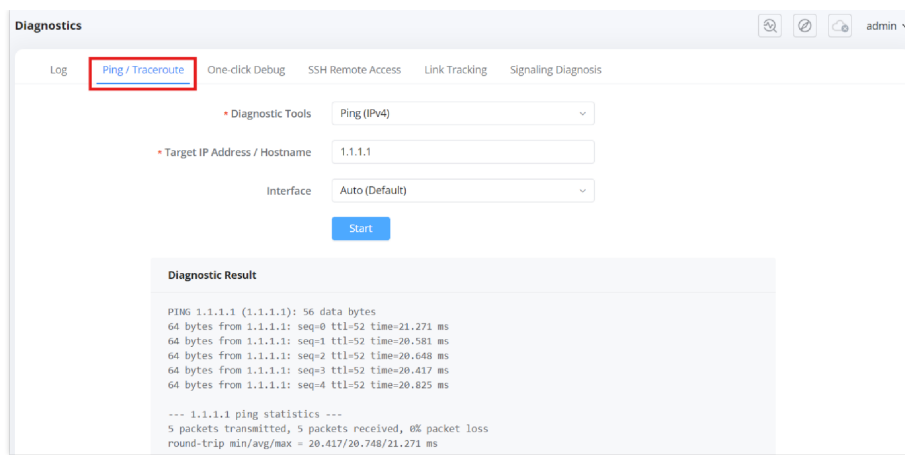 Diagnostics
admin
Log Ping / Traceroute One-click Debug SSH Remote Access Link Tracking Signaling Diagnosis
* Diagnostic Tools Ping (IPv4)
* Target IP Address / Hostname 1.1.1.1
Interface Auto (Default)
Start
Diagnostic Result
PING 1.1.1.1 (1.1.1.1): 56 data bytes
64 bytes from 1.1.1.1: seq=0 ttl=52 time=21.271 ms
64 bytes from 1.1.1.1: seq=1 ttl=52 time=20.581 ms
64 bytes from 1.1.1.1: seq=2 ttl=52 time=20.648 ms
64 bytes from 1.1.1.1: seq=3 ttl=52 time=20.417 ms
64 bytes from 1.1.1.1: seq=4 ttl=52 time=20.825 ms
--- 1.1.1.1 ping statistics ---
5 packets transmitted, 5 packets received, 0% packet loss
round-trip min/avg/max = 20.417/20.748/21.271 ms